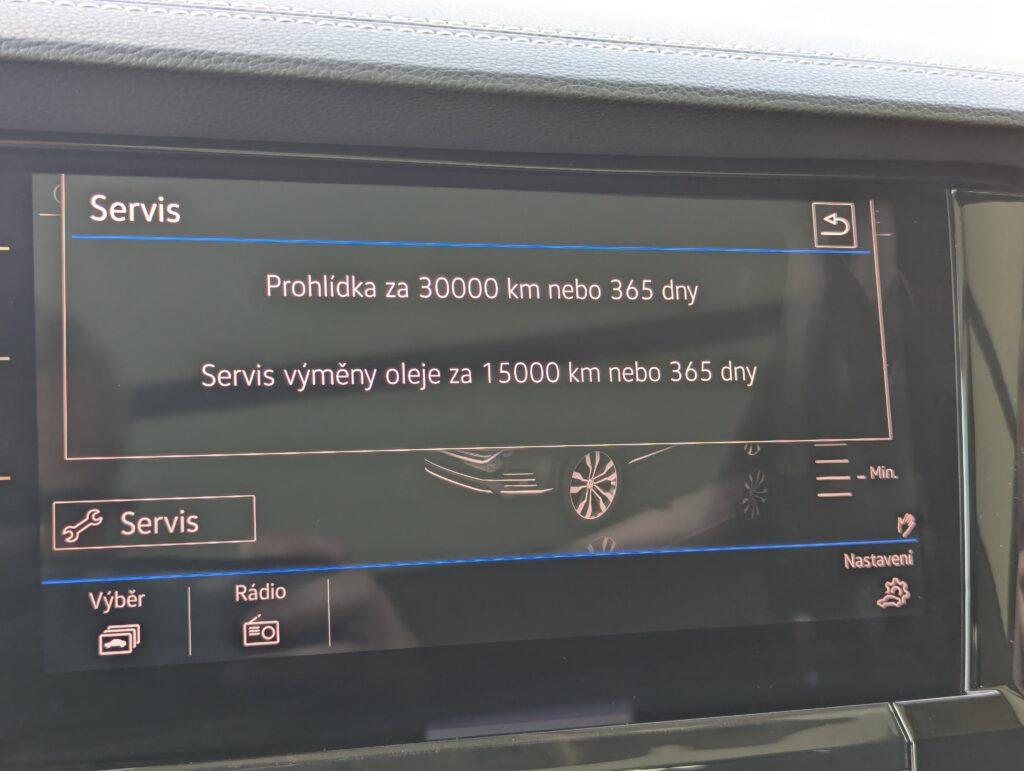 Servis
Prohlídka za 30000 km nebo 365 dny
Servis výměny oleje za 15000 km nebo 365 dny
Min.
Servis
Nastavení
Výběr
Rádio